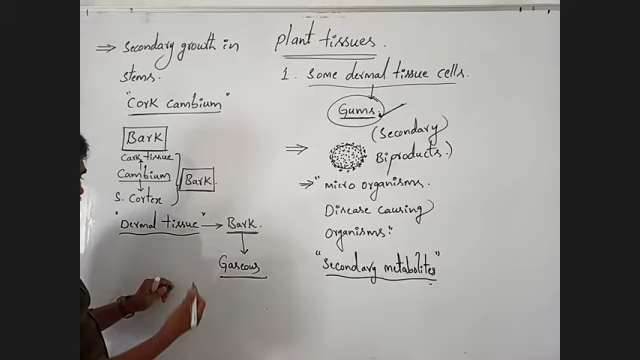 plant tissues.
⇒ Secondary growth in
stems.
"Cork cambium"
Bark
Cark tissue
Cambium
S. Cortex
Bark
"Dermal tissue" → Bark
Gaseous
1. Some dermal tissue cells.
Gums.
(Secondary
Biproducts.)
⇒
→ "Micro organisms.
Disease causing
organisms."
"Secondary metabolites"